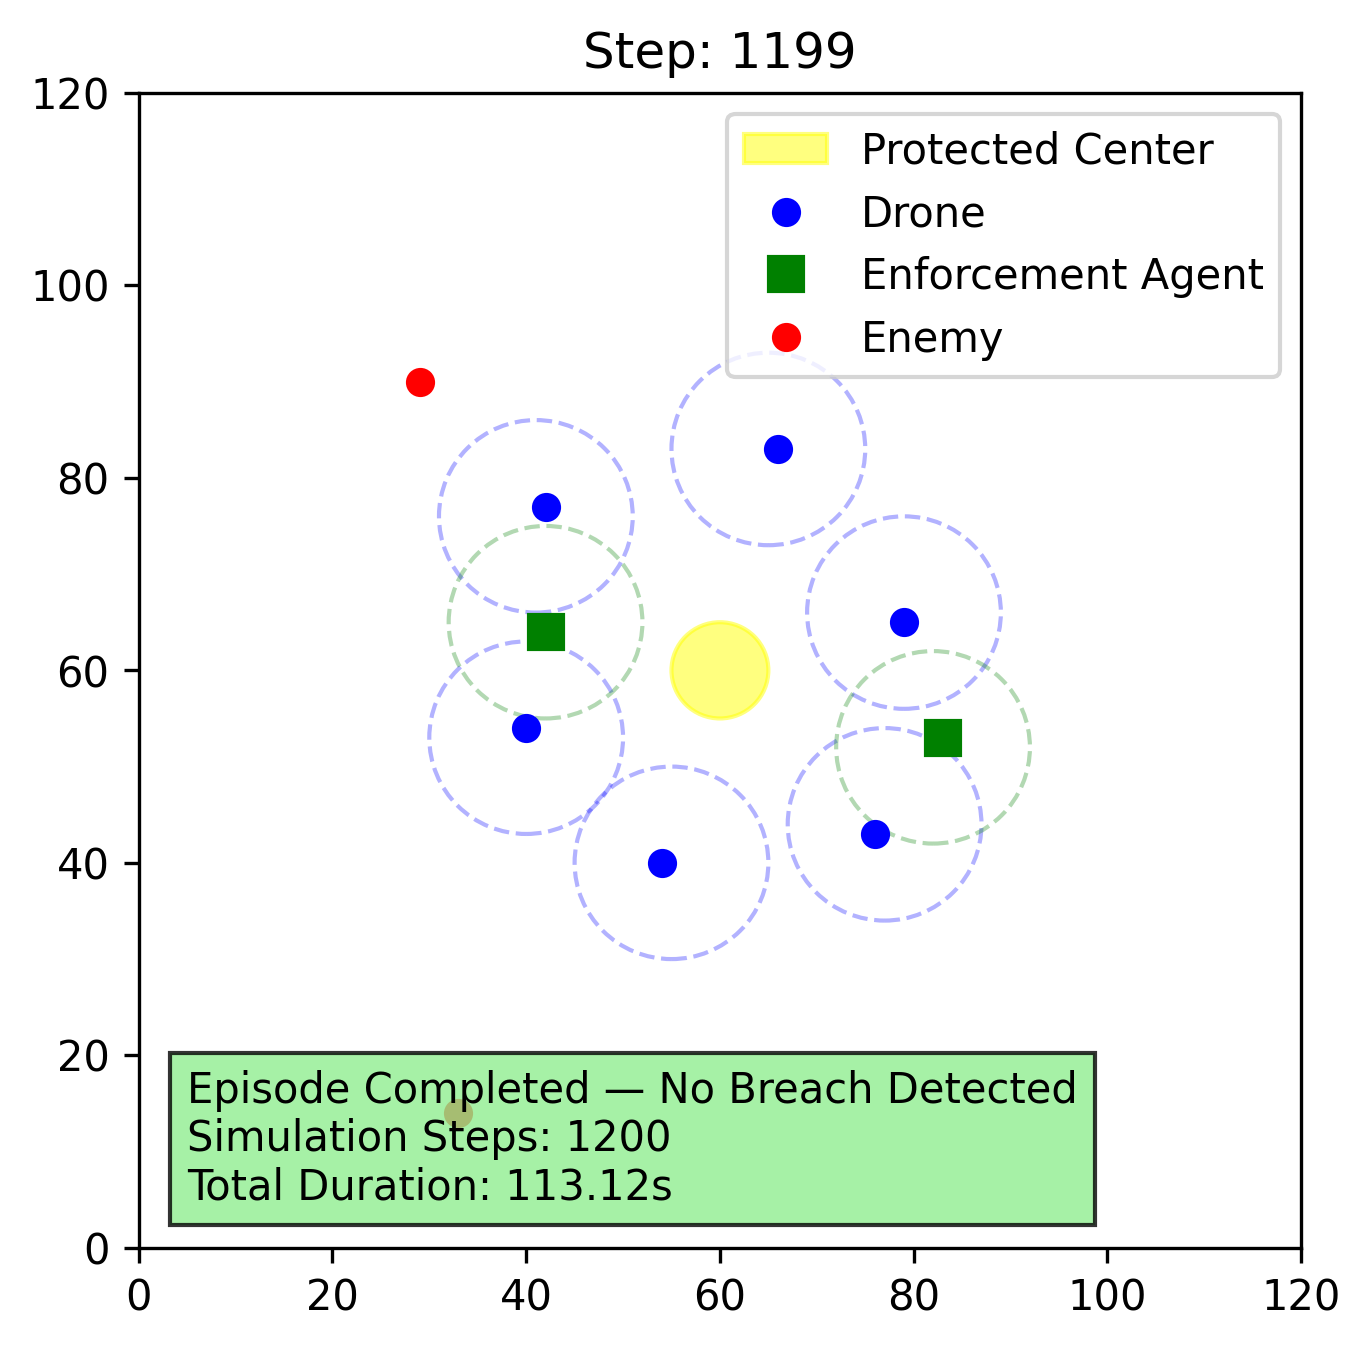 Step: 1199
120
100
80
60
40
20
0
Protected Center
Drone
Enforcement Agent
Enemy
Episode Completed — No Breach Detected
Simulation Steps: 1200
Total Duration: 113.12s
0 20 40 60 80 100 120